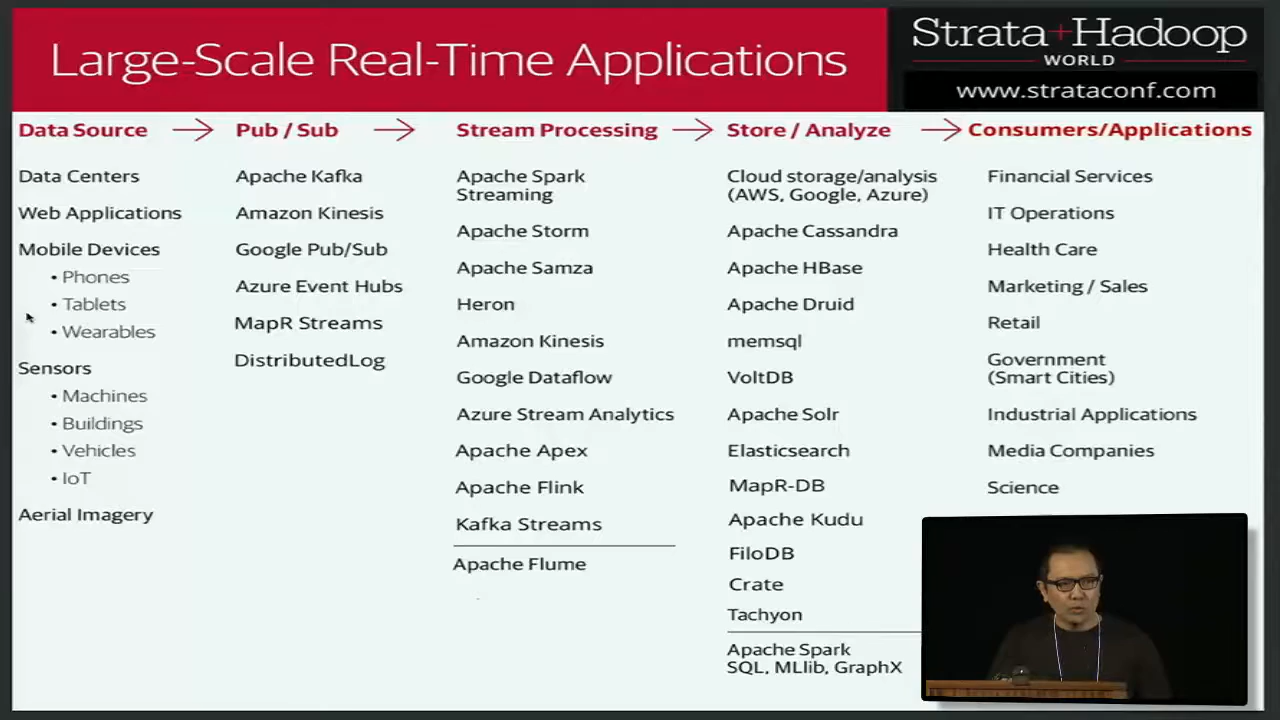 Large-Scale Real-Time Applications
Strata+Hadoop
WORLD
www.strataconf.com
Data Source
Pub / Sub
Stream Processing
Store / Analyze
Consumers/Applications
Data Centers
Web Applications
Mobile Devices
• Phones
• Tablets
• Wearables
Sensors
• Machines
• Buildings
• Vehicles
• IoT
Aerial Imagery
Apache Kafka
Amazon Kinesis
Google Pub/Sub
Azure Event Hubs
MapR Streams
DistributedLog
Apache Spark
Streaming
Apache Storm
Apache Samza
Heron
Amazon Kinesis
Google Dataflow
Azure Stream Analytics
Apache Apex
Apache Flink
Kafka Streams
Apache Flume
Cloud storage/analysis
(AWS, Google, Azure)
Apache Cassandra
Apache HBase
Apache Druid
memsql
VoltDB
Apache Solr
Elasticsearch
MapR-DB
Apache Kudu
FiloDB
Crate
Tachyon
Apache Spark
SQL, MLlib, GraphX
Financial Services
IT Operations
Health Care
Marketing / Sales
Retail
Government
(Smart Cities)
Industrial Applications
Media Companies
Science